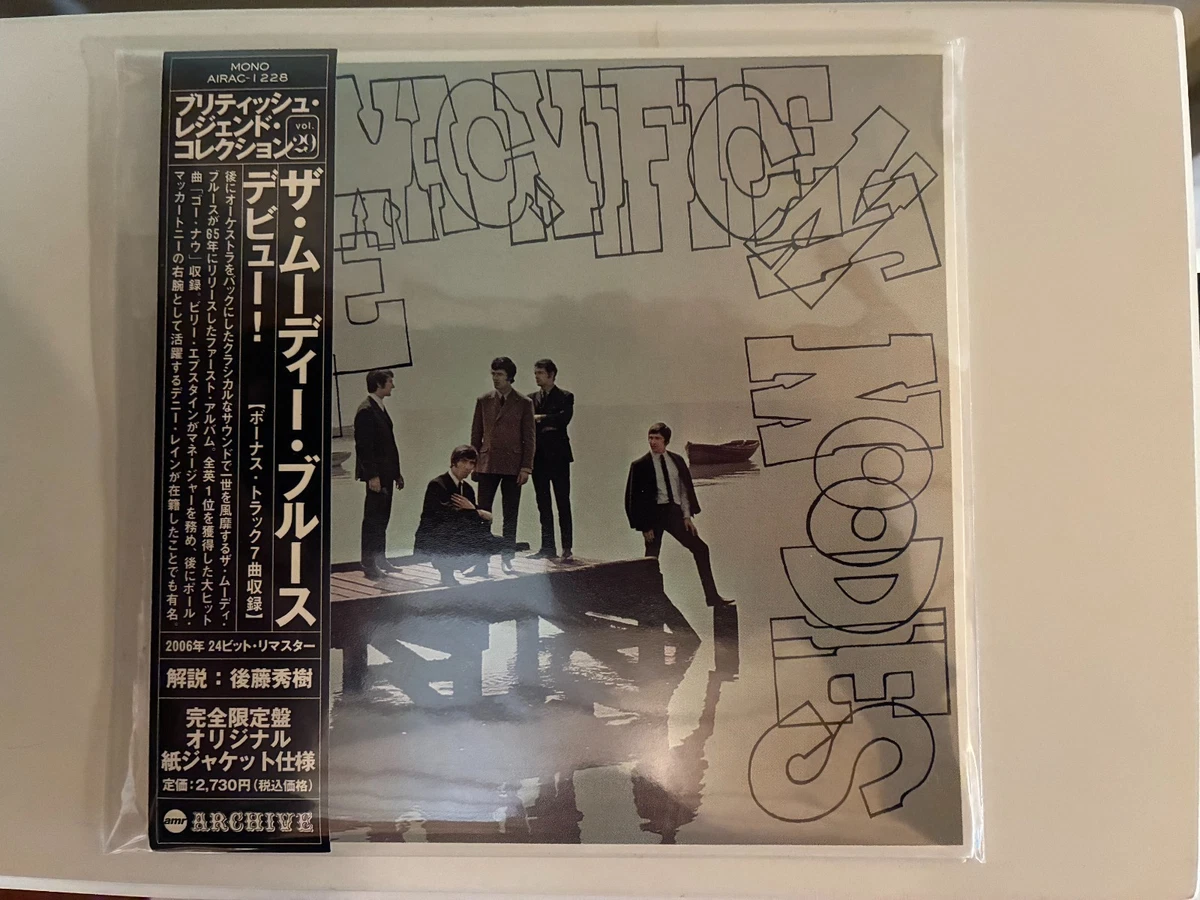 MONO
AIRAC-1228
ブリティッシュ・
レジェンド・
コレクション
vol.
29
ザ・ムーディー・ブルース
デビュー!
【ボーナス・トラック7曲収録】
後にオーケストラをバックにしたクラシカルなサウンドで一世を風靡するザ・ムーディ・
ブルースが65年にリリースしたファースト・アルバム。全英1位を獲得した大ヒット
曲「ゴー・ナウ」収録。ビリー・エプスタインがマネージャーを務め、後にポール・
マッカートニーの右腕として活躍するデニー・レインが在籍したことでも有名。
2006年 24ビット・リマスター
解説:後藤秀樹
完全限定盤
オリジナル
紙ジャケット仕様
定価:2,730円(税込価格)
amr ARCHIVE
MOODIES